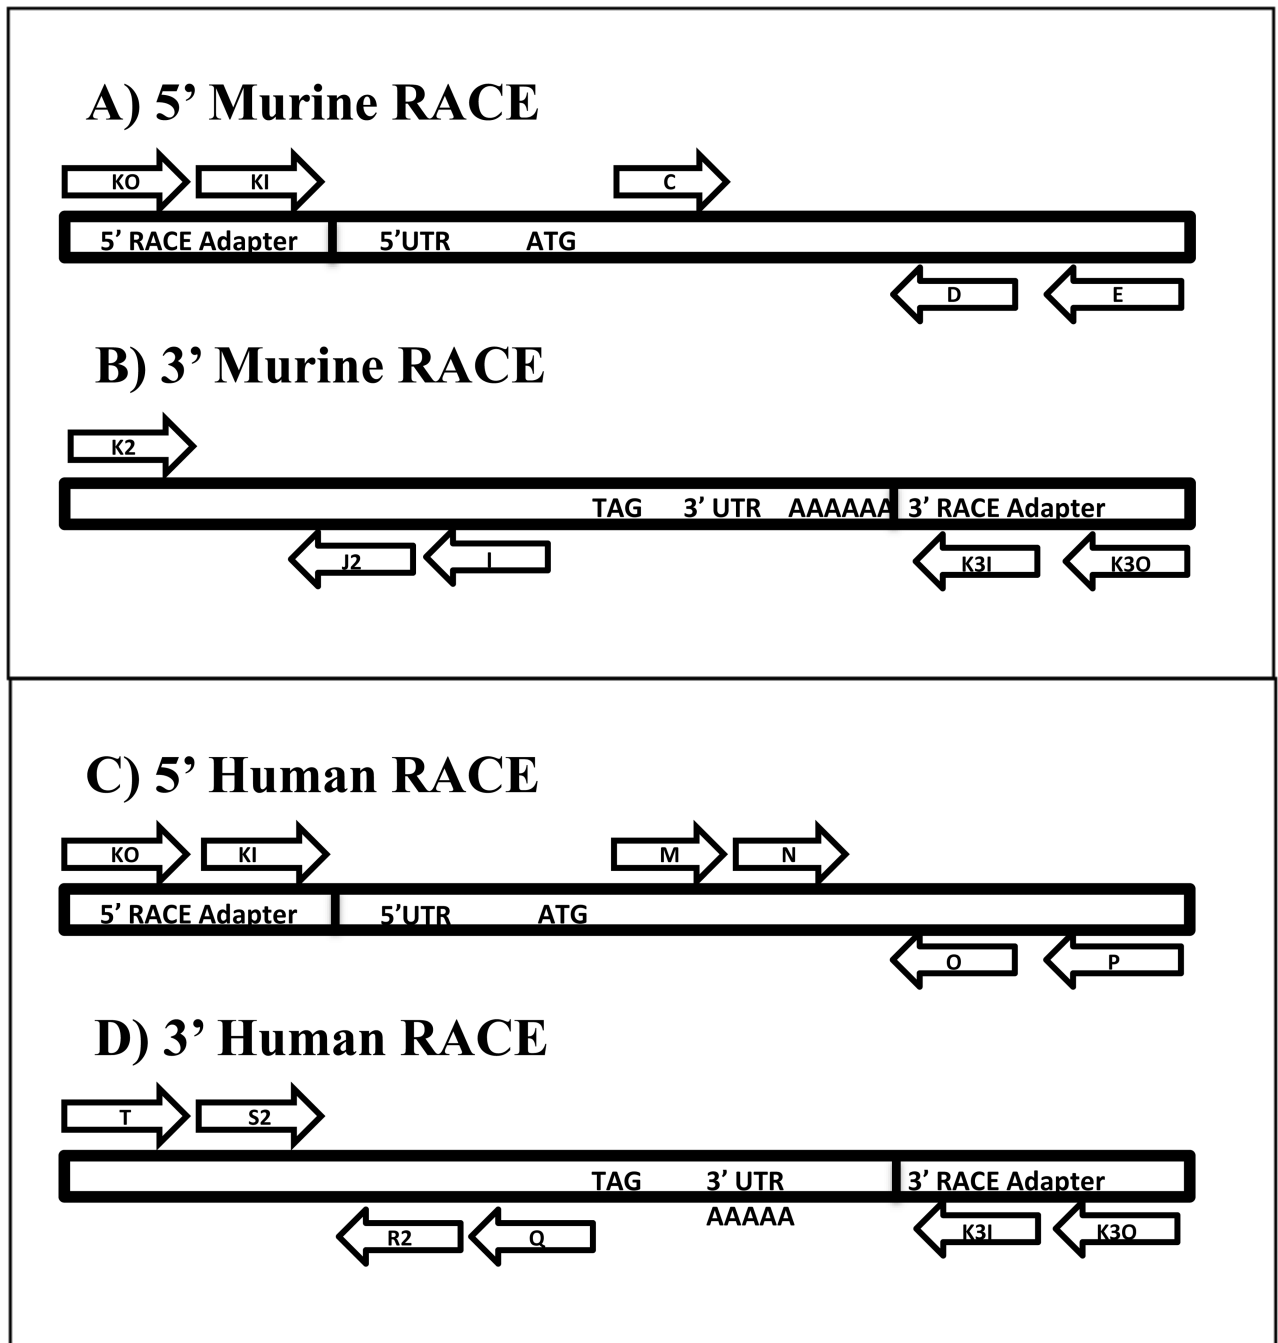 A) 5’ Murine RACE
KO KI C
5’ RACE Adapter 5’UTR ATG
D E
B) 3’ Murine RACE
K2
TAG 3’ UTR AAAAAA 3’ RACE Adapter
J2 I K3I K3O
C) 5’ Human RACE
KO KI M N
5’ RACE Adapter 5’UTR ATG
O P
D) 3’ Human RACE
T S2
TAG 3’ UTR 3’ RACE Adapter
AAAAA
R2 Q K3I K3O